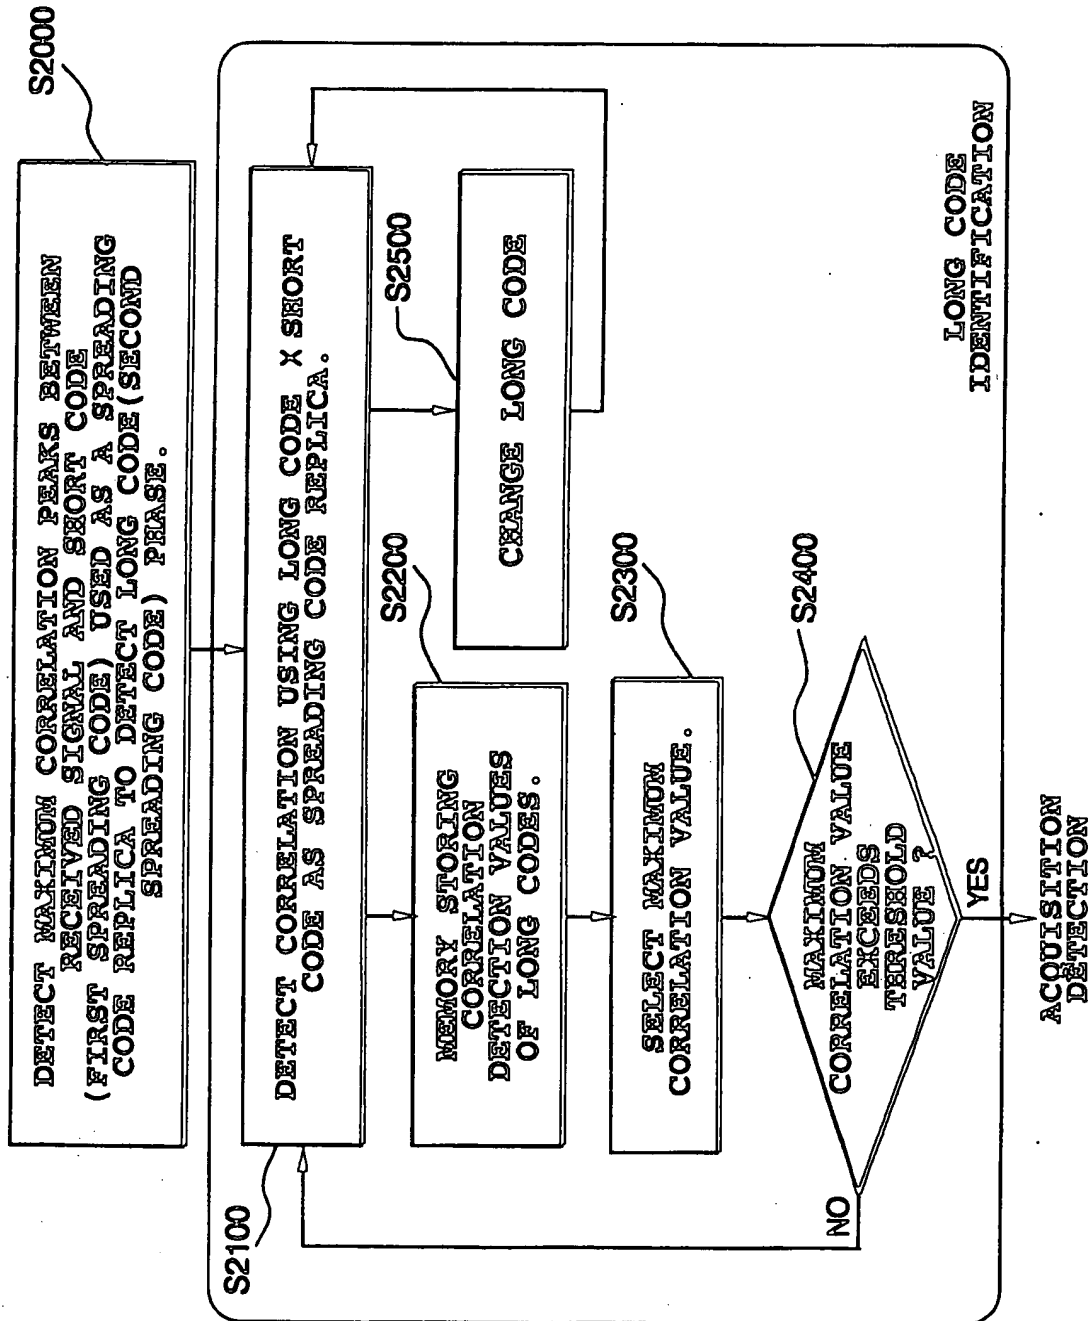 S2000
DETECT MAXIMUM CORRELATION PEAKS BETWEEN
RECEIVED SIGNAL AND SHORT CODE
(FIRST SPREADING CODE) USED AS A SPREADING
CODE REPLICA TO DETECT LONG CODE(SECOND
SPREADING CODE) PHASE.
S2100
DETECT CORRELATION USING LONG CODE X SHORT
CODE AS SPREADING CODE REPLICA.
S2200
MEMORY STORING
CORRELATION
DETECTION VALUES
OF LONG CODES.
S2500
CHANGE LONG CODE
S2300
SELECT MAXIMUM
CORRELATION VALUE.
S2400
MAXIMUM
CORRELATION VALUE
EXCEEDS
THRESHOLD
VALUE ?
NO
YES
LONG CODE
IDENTIFICATION
ACQUISITION
DETECTION